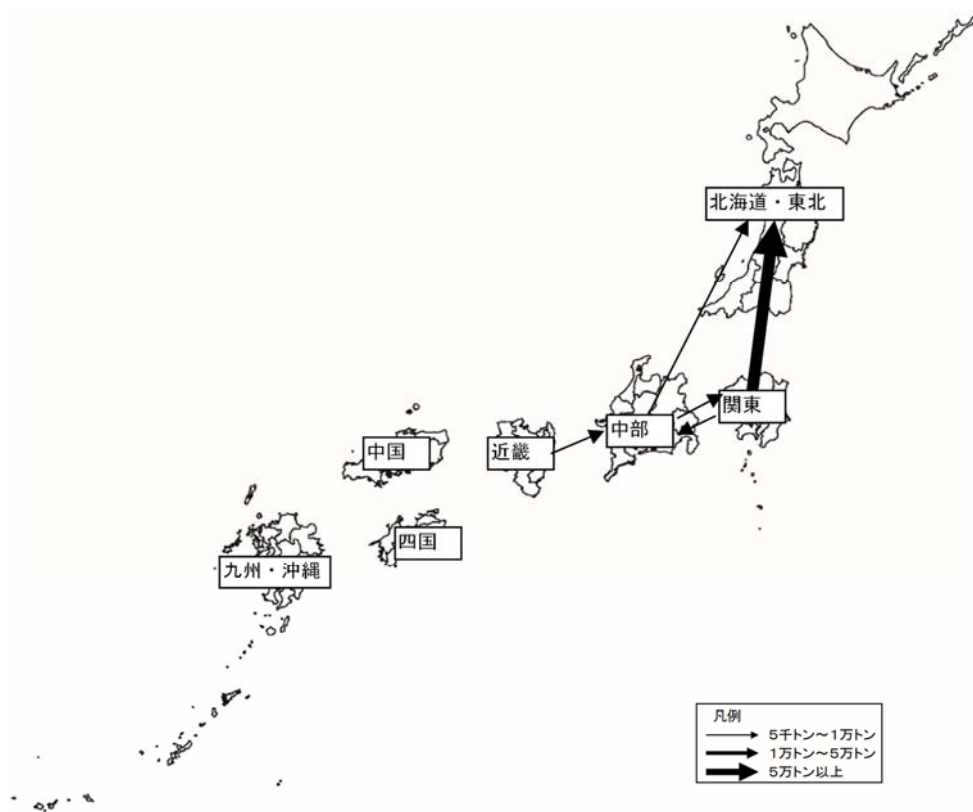 北海道・東北
関東
中部
近畿
中国
四国
九州・沖縄
凡例
5千トン～1万トン
1万トン～5万トン
5万トン以上